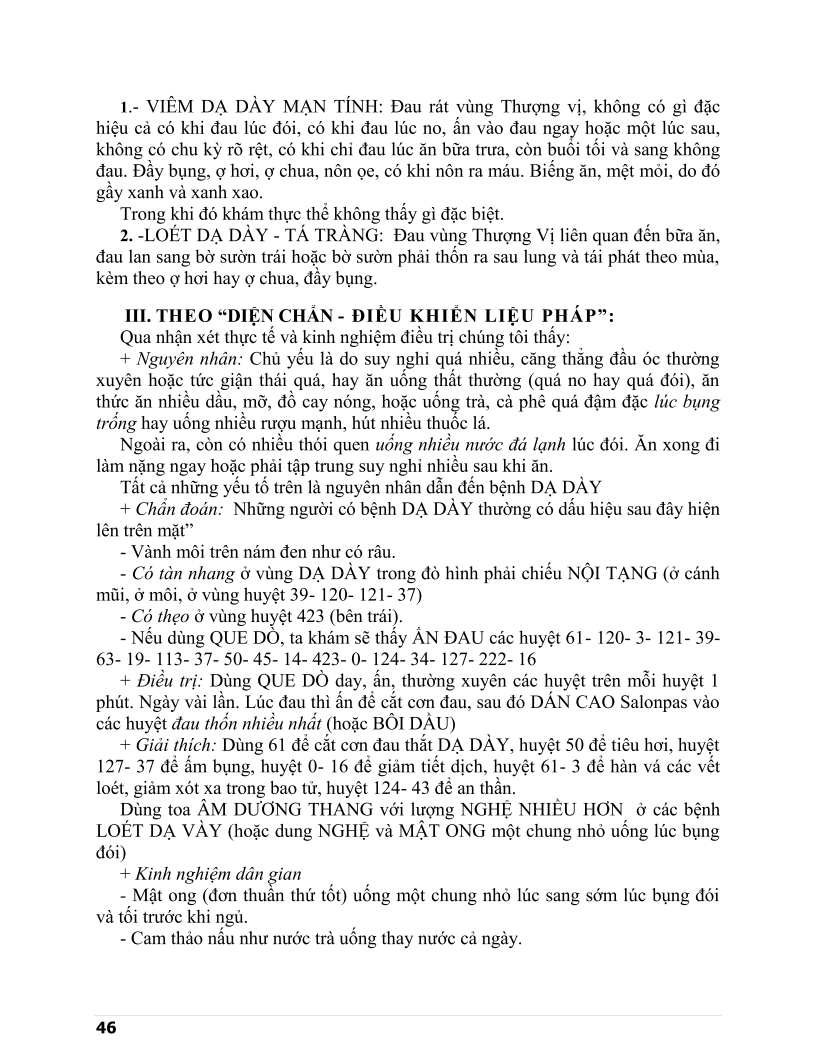 1.- VIÊM DẠ DÀY MẠN TÍNH: Đau rát vùng Thượng vị, không có gì đặc
hiệu cả có khi đau lúc đói, có khi đau lúc no, ấn vào đau ngay hoặc một lúc sau,
không có chu kỳ rõ rệt, có khi chỉ đau lúc ăn bữa trưa, còn buổi tối và sang không
đau. Đầy bụng, ợ hơi, ợ chua, nôn ọe, có khi nôn ra máu. Biếng ăn, mệt mỏi, do đó
gầy xanh và xanh xao.
Trong khi đó khám thực thể không thấy gì đặc biệt.
2. -LOÉT DẠ DÀY - TÁ TRÀNG: Đau vùng Thượng Vị liên quan đến bữa ăn,
đau lan sang bờ sườn trái hoặc bờ sườn phải thốn ra sau lung và tái phát theo mùa,
kèm theo ợ hơi hay ợ chua, đầy bụng.
III. THEO “DIỆN CHẨN - ĐIỀU KHIỂN LIỆU PHÁP”:
Qua nhận xét thực tế và kinh nghiệm điều trị chúng tôi thấy:
+ Nguyên nhân: Chủ yếu là do suy nghỉ quá nhiều, căng thẳng đầu óc thường
xuyên hoặc tức giận thái quá, hay ăn uống thất thường (quá no hay quá đói), ăn
thức ăn nhiều dầu, mỡ, đồ cay nóng, hoặc uống trà, cà phê quá đậm đặc lúc bụng
trống hay uống nhiều rượu mạnh, hút nhiều thuốc lá.
Ngoài ra, còn có nhiều thói quen uống nhiều nước đá lạnh lúc đói. Ăn xong đi
làm nặng ngay hoặc phải tập trung suy nghỉ nhiều sau khi ăn.
Tất cả những yếu tố trên là nguyên nhân dẫn đến bệnh DẠ DÀY
+ Chẩn đoán: Những người có bệnh DẠ DÀY thường có dấu hiệu sau đây hiện
lên trên mặt”
- Vành môi trên nám đen như có râu.
- Có tàn nhang ở vùng DẠ DÀY trong đò hình phải chiếu NỘI TẠNG (ở cánh
mũi, ở môi, ở vùng huyệt 39- 120- 121- 37)
- Có thẹo ở vùng huyệt 423 (bên trái).
- Nếu dùng QUE DÒ, ta khám sẽ thấy ẤN ĐAU các huyệt 61- 120- 3- 121- 39-
63- 19- 113- 37- 50- 45- 14- 423- 0- 124- 34- 127- 222- 16
+ Điều trị: Dùng QUE DÒ day, ấn, thường xuyên các huyệt trên mỗi huyệt 1
phút. Ngày vài lần. Lúc đau thì ấn để cắt cơn đau, sau đó DÁN CAO Salonpas vào
các huyệt đau thốn nhiều nhất (hoặc BÔI DẦU)
+ Giải thích: Dùng 61 để cắt cơn đau thắt DẠ DÀY, huyệt 50 để tiêu hơi, huyệt
127- 37 để ấm bụng, huyệt 0- 16 để giảm tiết dịch, huyệt 61- 3 để hàn vá các vết
loét, giảm xót xa trong bao tử, huyệt 124- 43 để an thần.
Dùng toa ÂM DƯƠNG THANG với lượng NGHỆ NHIỀU HƠN ở các bệnh
LOÉT DẠ VÀY (hoặc dung NGHỆ và MẬT ONG một chung nhỏ uống lúc bụng
đói)
+ Kinh nghiệm dân gian
- Mật ong (đơn thuần thứ tốt) uống một chung nhỏ lúc sang sớm lúc bụng đói
và tối trước khi ngủ.
- Cam thảo nấu như nước trà uống thay nước cả ngày.
46